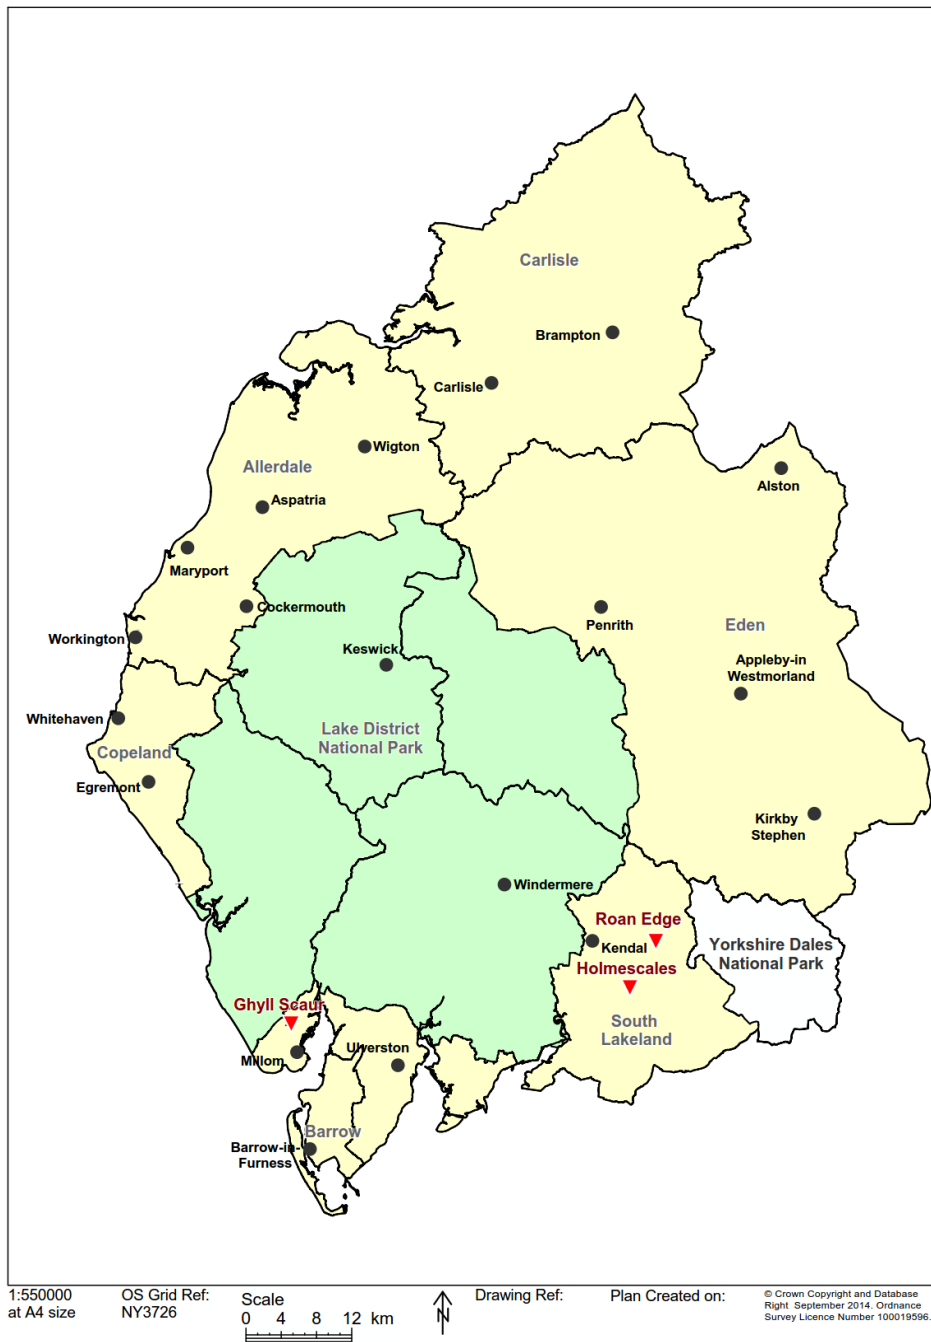 Carlisle
Brampton
Carlisle
Wigton
Allerdale
Alston
Aspatria
Maryport
Cockermouth
Penrith
Eden
Workington
Keswick
Appleby-in
Westmorland
Whitehaven
Lake District
National Park
Copeland
Egremont
Kirkby
Stephen
Windermere
Roan Edge
Kendal
Yorkshire Dales
National Park
Holmescales
Ghyll Scaur
South
Lakeland
Millom
Ulverston
Barrow
Barrow-in-
Furness
1:550000
at A4 size
OS Grid Ref:
NY3726
Scale
0 4 8 12 km
N
Drawing Ref:
Plan Created on:
© Crown Copyright and Database
Right September 2014. Ordnance
Survey Licence Number 100019596.